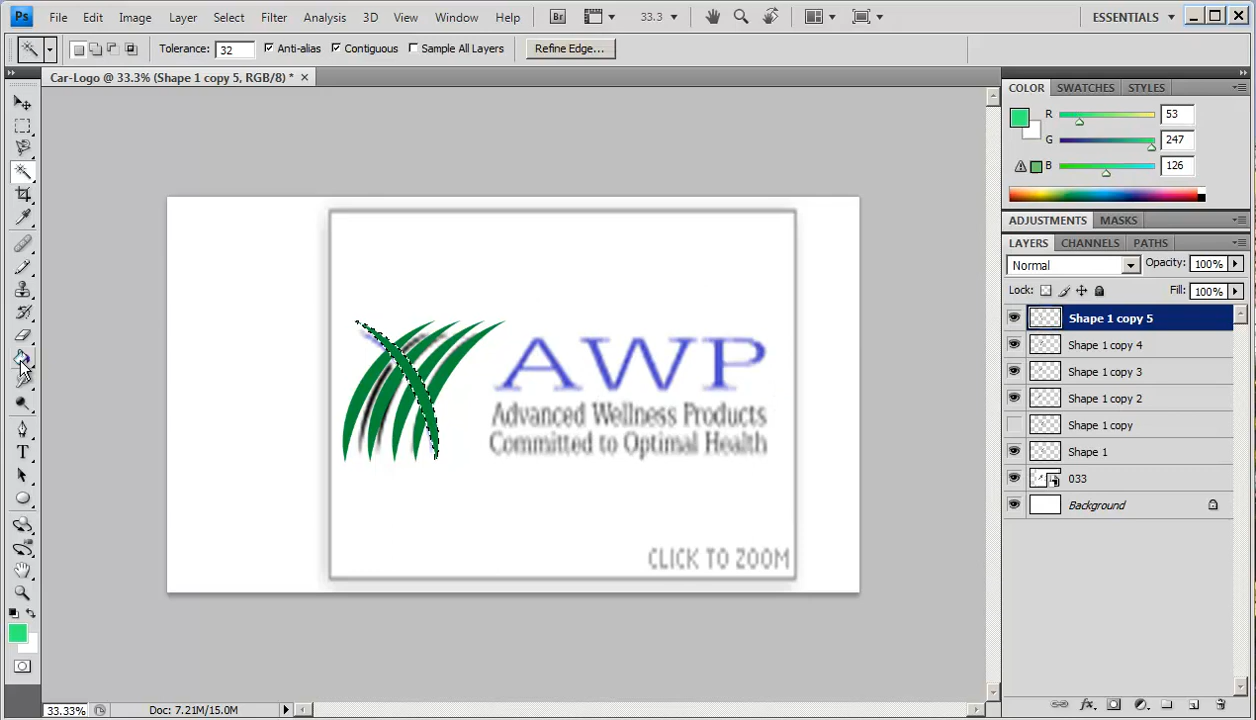 Ps File Edit Image Layer Select Filter Analysis 3D View Window Help Br 33.3 ESSENTIALS
Tolerance: 32 Anti-alias Contiguous Sample All Layers Refine Edge...
Car-Logo @ 33.3% (Shape 1 copy 5, RGB/8) *
COLOR SWATCHES STYLES
R 53
G 247
B 126
ADJUSTMENTS MASKS
LAYERS CHANNELS PATHS
Normal Opacity: 100%
Lock: Fill: 100%
Shape 1 copy 5
Shape 1 copy 4
Shape 1 copy 3
Shape 1 copy 2
Shape 1 copy
Shape 1
033
Background
AWP
Advanced Wellness Products
Committed to Optimal Health
CLICK TO ZOOM
T
33.33% Doc: 7.21M/15.0M
fx